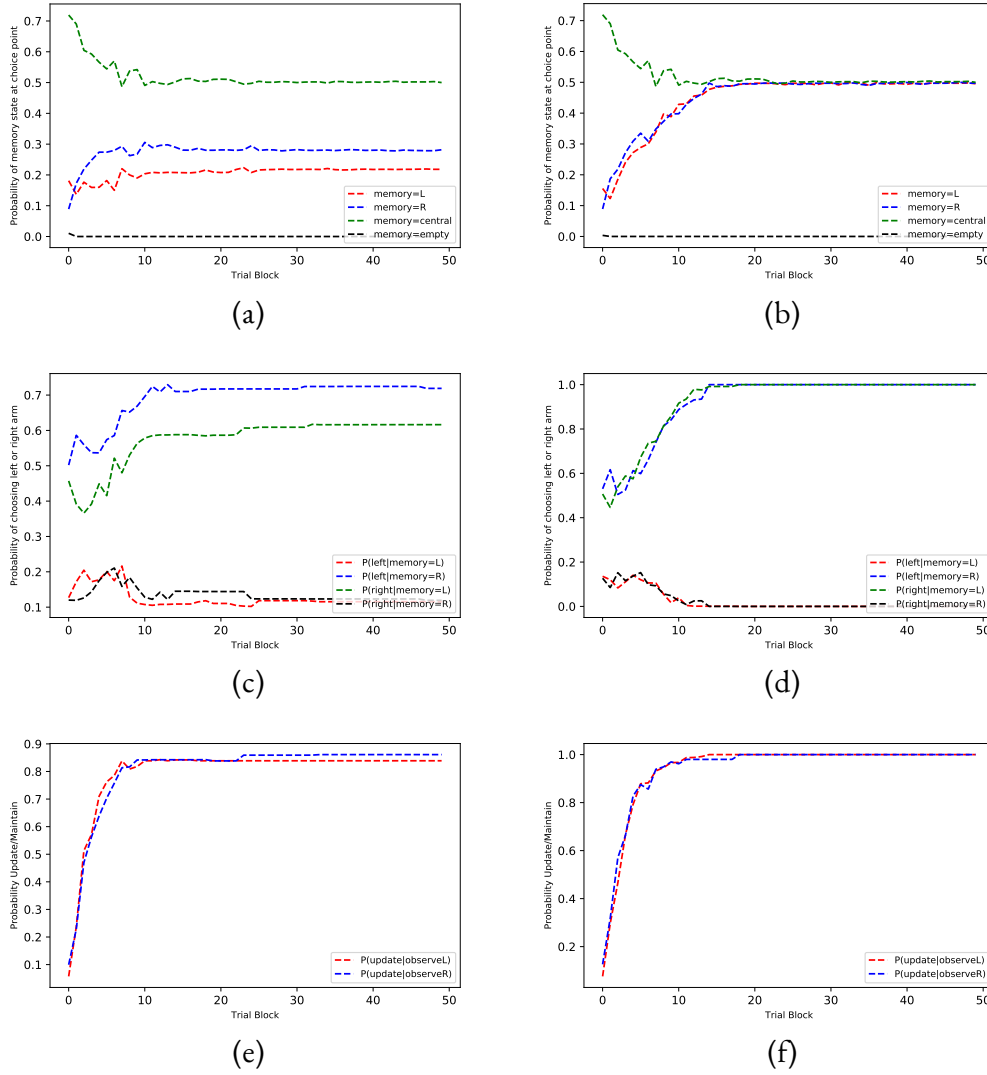 Probability of memory state at choice point
0.7
0.6
0.5
0.4
0.3
0.2
0.1
0.0
memory=L
memory=R
memory=central
memory=empty
0 10 20 30 40 50
Trial Block
(a)
Probability of memory state at choice point
0.7
0.6
0.5
0.4
0.3
0.2
0.1
0.0
memory=L
memory=R
memory=central
memory=empty
0 10 20 30 40 50
Trial Block
(b)
Probability of choosing left or right arm
0.7
0.6
0.5
0.4
0.3
0.2
0.1
P(left|memory=L)
P(left|memory=R)
P(right|memory=L)
P(right|memory=R)
0 10 20 30 40 50
Trial Block
(c)
Probability of choosing left or right arm
1.0
0.8
0.6
0.4
0.2
0.0
P(left|memory=L)
P(left|memory=R)
P(right|memory=L)
P(right|memory=R)
0 10 20 30 40 50
Trial Block
(d)
Probability Update/Maintain
0.9
0.8
0.7
0.6
0.5
0.4
0.3
0.2
0.1
P(update|observeL)
P(update|observeR)
0 10 20 30 40 50
Trial Block
(e)
Probability Update/Maintain
1.0
0.8
0.6
0.4
0.2
P(update|observeL)
P(update|observeR)
0 10 20 30 40 50
Trial Block
(f)